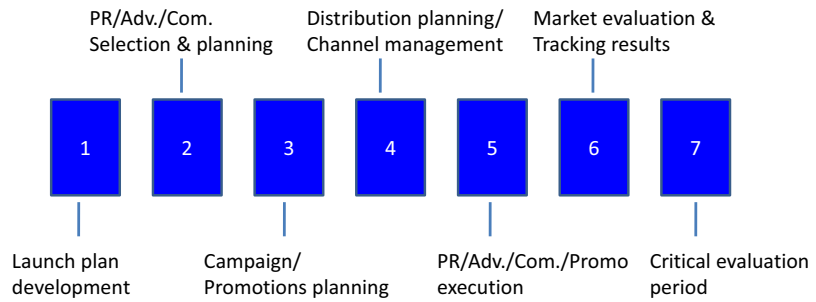 PR/Adv./Com.
Selection & planning
Distribution planning/
Channel management
Market evaluation &
Tracking results
1
2
3
4
5
6
7
Launch plan
development
Campaign/
Promotions planning
PR/Adv./Com./Promo
execution
Critical evaluation
period